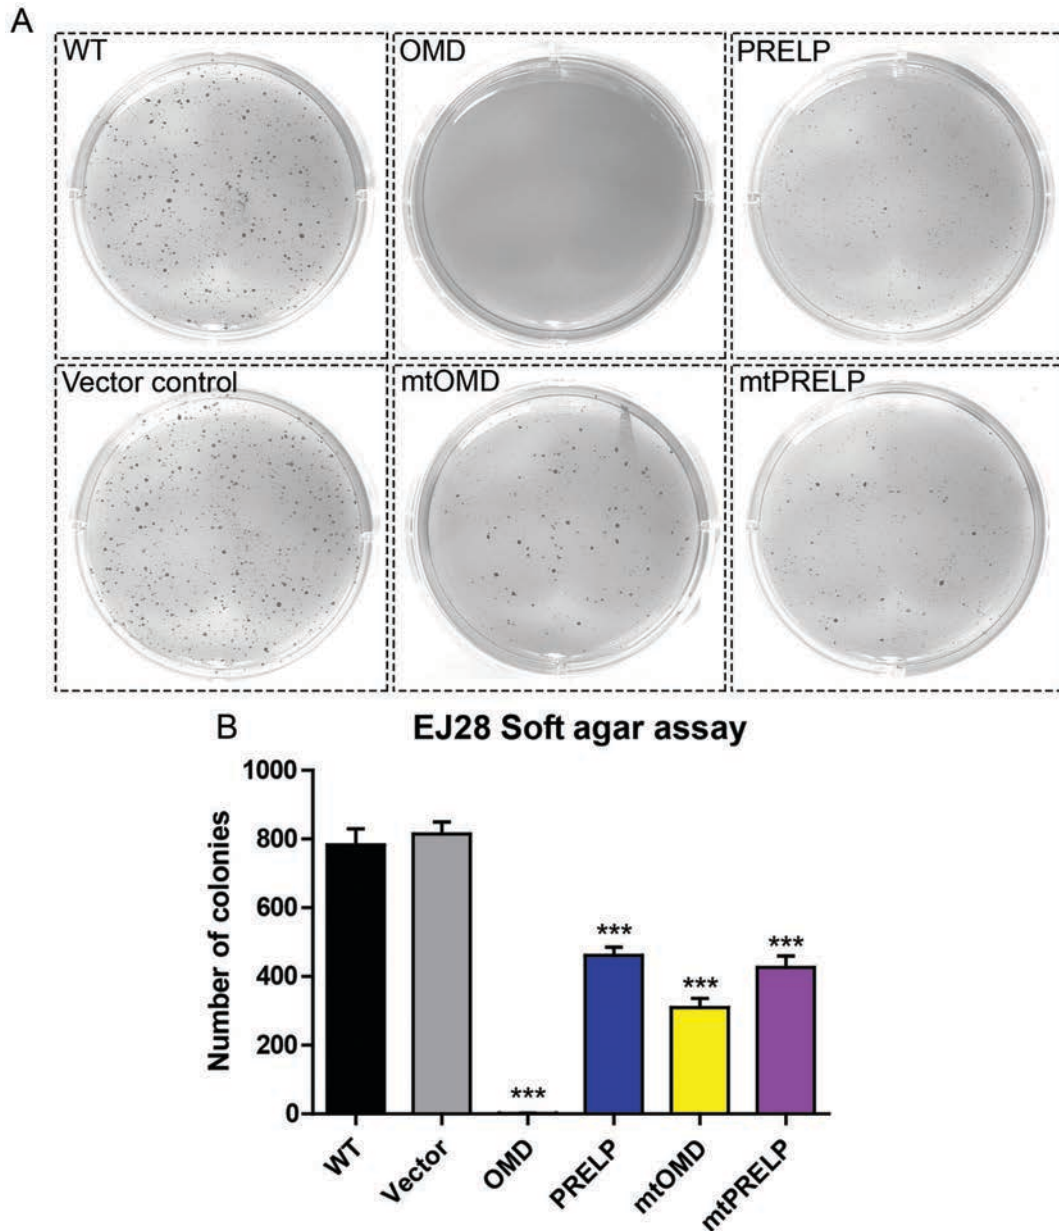 A
WT
OMD
PRELP
Vector control
mtOMD
mtPRELP
B
EJ28 Soft agar assay
Number of colonies
1000
800
600
400
200
0
***
***
***
***
WT
Vector
OMD
PRELP
mtOMD
mtPRELP